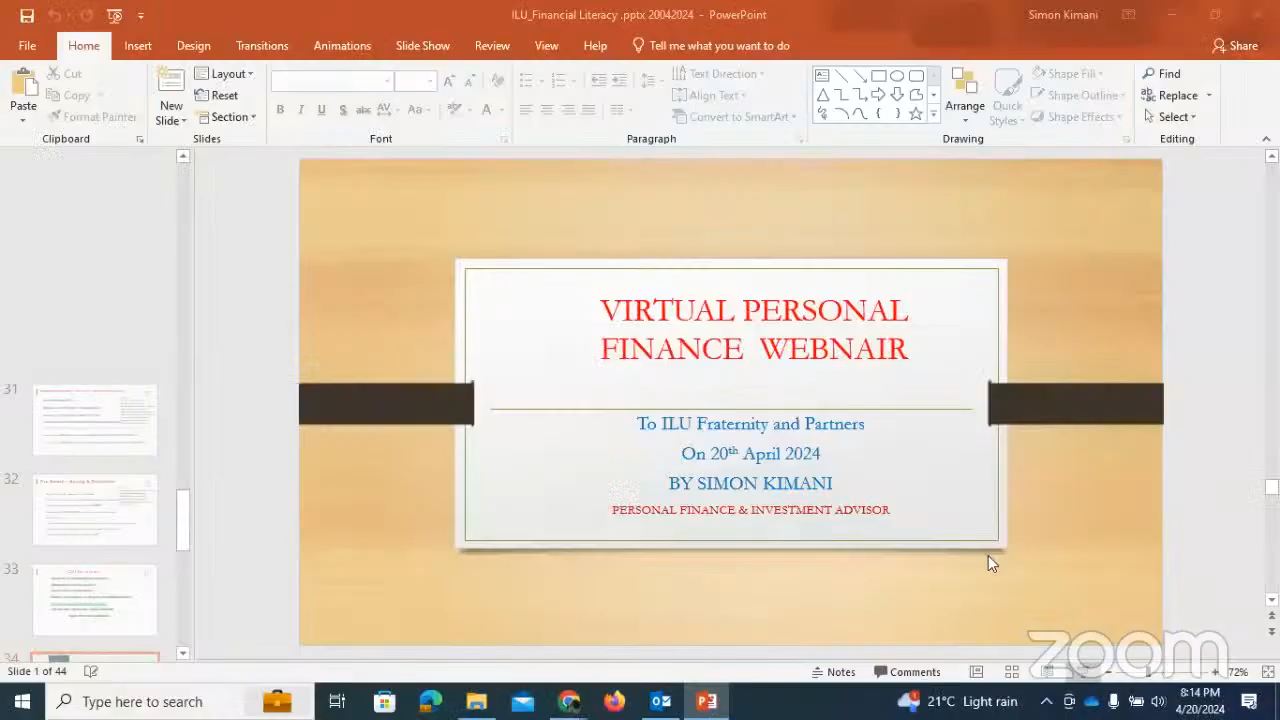 ILU_Financial Literacy .pptx 20042024 - PowerPoint
Simon Kimani
File Home Insert Design Transitions Animations Slide Show Review View Help Tell me what you want to do Share
Paste
Cut
Copy
Format Painter
Clipboard
New Slide
Layout
Reset
Section
Slides
B I U S abc AV Aa A
Font
Text Direction
Align Text
Convert to SmartArt
Paragraph
Arrange
Quick Styles
Shape Fill
Shape Outline
Shape Effects
Drawing
Find
Replace
Select
Editing
31
32
33
34
VIRTUAL PERSONAL
FINANCE WEBNAIR
To ILU Fraternity and Partners
On 20th April 2024
BY SIMON KIMANI
PERSONAL FINANCE & INVESTMENT ADVISOR
zoom
Slide 1 of 44
Notes
Comments
72%
Type here to search
21°C Light rain
8:14 PM
4/20/2024